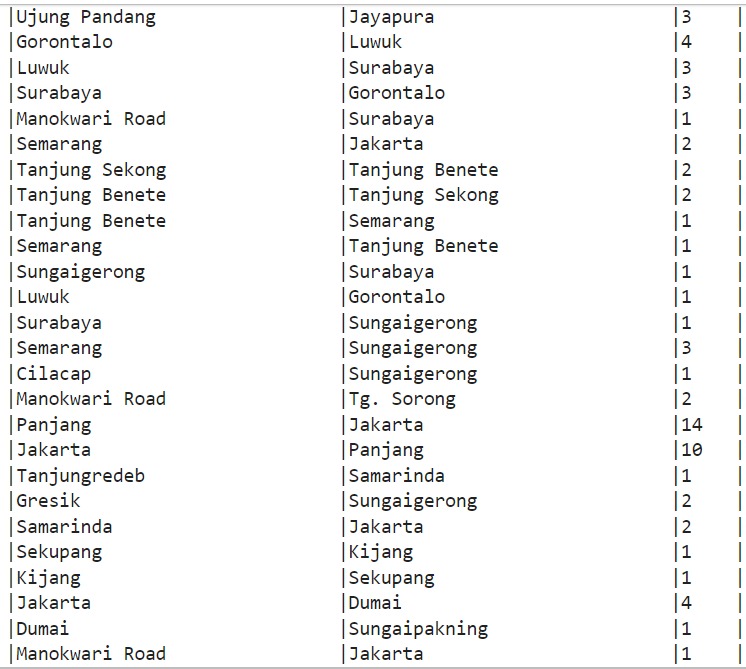 |Ujung Pandang |Jayapura |3 |
|Gorontalo |Luwuk |4 |
|Luwuk |Surabaya |3 |
|Surabaya |Gorontalo |3 |
|Manokwari Road |Surabaya |1 |
|Semarang |Jakarta |2 |
|Tanjung Sekong |Tanjung Benete |2 |
|Tanjung Benete |Tanjung Sekong |2 |
|Tanjung Benete |Semarang |1 |
|Semarang |Tanjung Benete |1 |
|Sungaigerong |Surabaya |1 |
|Luwuk |Gorontalo |1 |
|Surabaya |Sungaigerong |1 |
|Semarang |Sungaigerong |3 |
|Cilacap |Sungaigerong |1 |
|Manokwari Road |Tg. Sorong |2 |
|Panjang |Jakarta |14 |
|Jakarta |Panjang |10 |
|Tanjungredeb |Samarinda |1 |
|Gresik |Sungaigerong |2 |
|Samarinda |Jakarta |2 |
|Sekupang |Kijang |1 |
|Kijang |Sekupang |1 |
|Jakarta |Dumai |4 |
|Dumai |Sungaipakning |1 |
|Manokwari Road |Jakarta |1 |